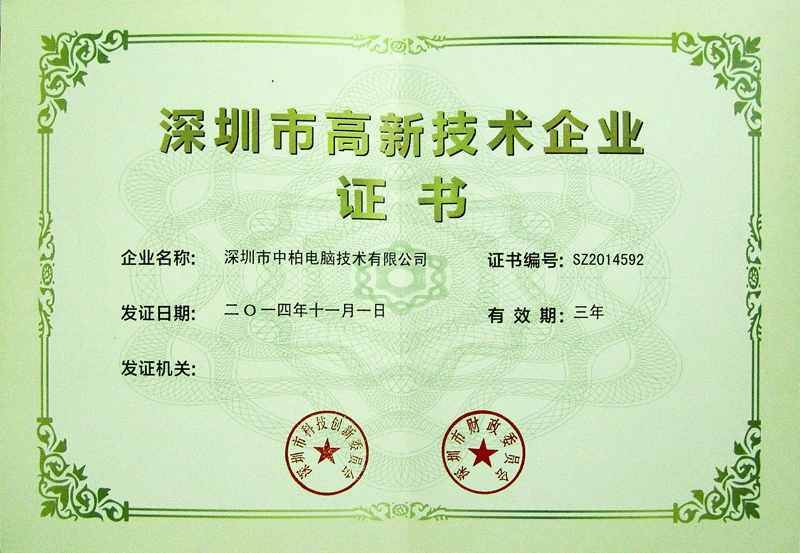 深圳市高新技术企业
证书
企业名称: 深圳市中柏电脑技术有限公司 证书编号: SZ2014592
发证日期: 二〇一四年十一月一日 有效期: 三年
发证机关:
深圳市科技创新委员会
深圳市财政委员会